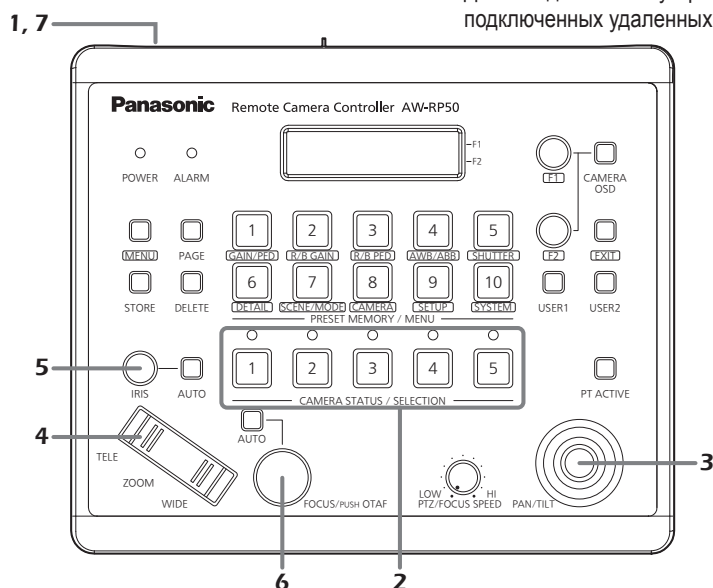 подключенных удаленных
1, 7
Panasonic Remote Camera Controller AW-RP50
F1
F2
POWER ALARM
F1 CAMERA OSD
MENU PAGE
1 2 3 4 5
GAIN/PED R/B GAIN R/B PED AWB/ABB SHUTTER
F2 EXIT
STORE DELETE
6 7 8 9 10
DETAIL SCENE/MODE CAMERA SETUP SYSTEM
PRESET MEMORY / MENU
USER1 USER2
5
IRIS AUTO
1 2 3 4 5
CAMERA STATUS / SELECTION
PT ACTIVE
4
TELE
ZOOM
WIDE
AUTO
FOCUS/PUSH OTAF
LOW HI
PTZ/FOCUS SPEED
PAN/TILT
3
6 2